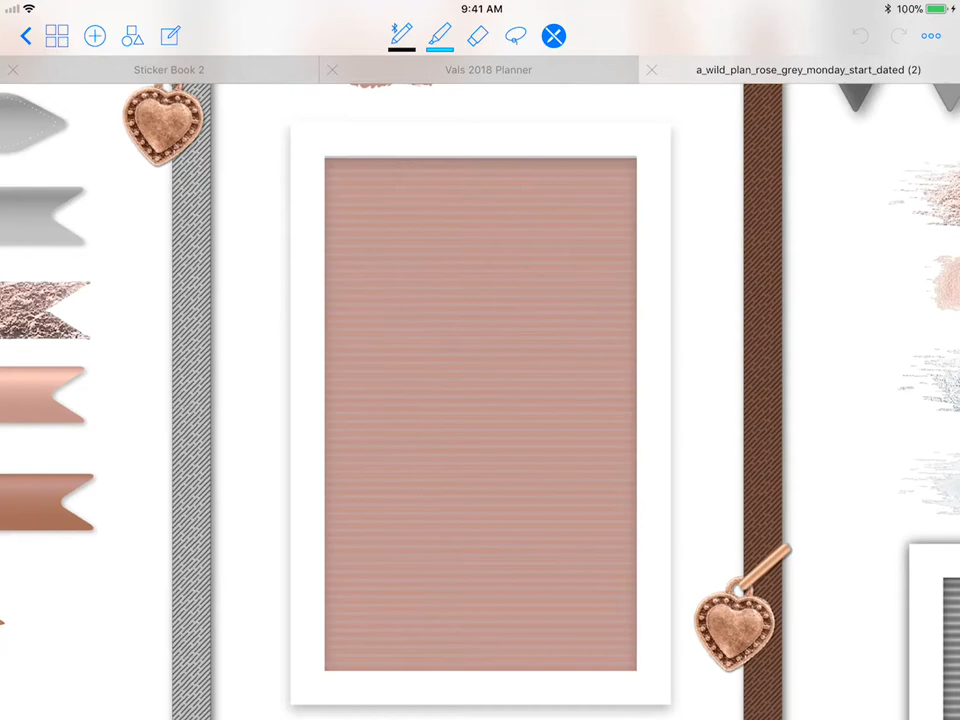 9:41 AM
100%
Sticker Book 2
Vals 2018 Planner
a_wild_plan_rose_grey_monday_start_dated (2)